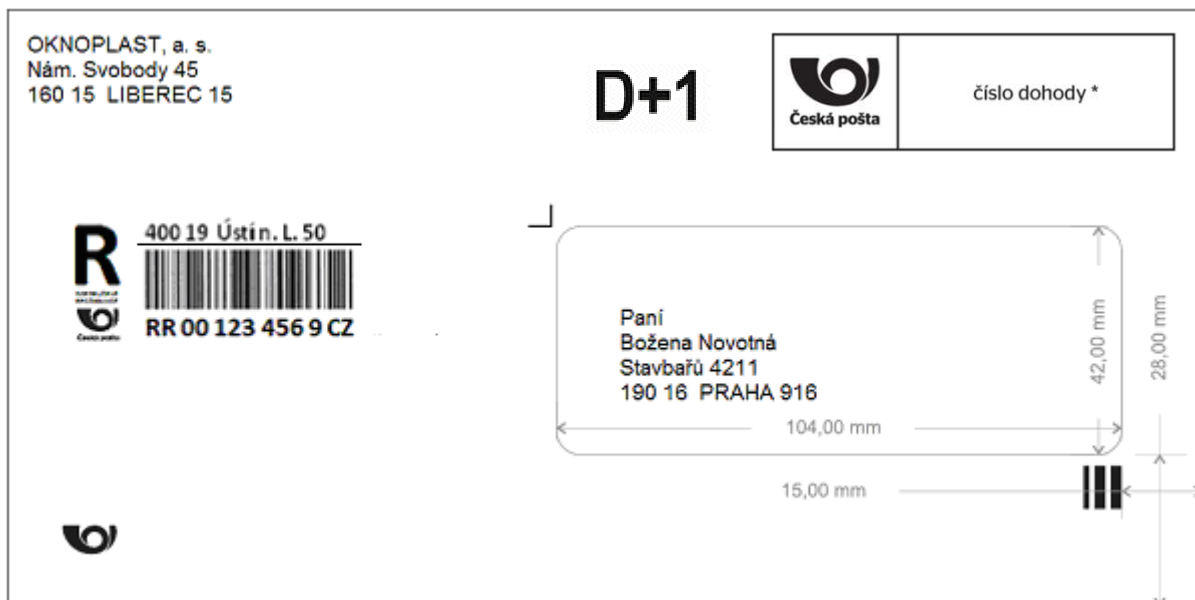 OKNOPLAST, a. s.
Nám. Svobody 45
160 15 LIBEREC 15
D+1
Česká pošta
číslo dohody *
R
400 19 Ústí n. L. 50
Česká pošta
RR 00 123 456 9 CZ
Paní
Božena Novotná
Stavbařů 4211
190 16 PRAHA 916
42,00 mm
28,00 mm
104,00 mm
15,00 mm